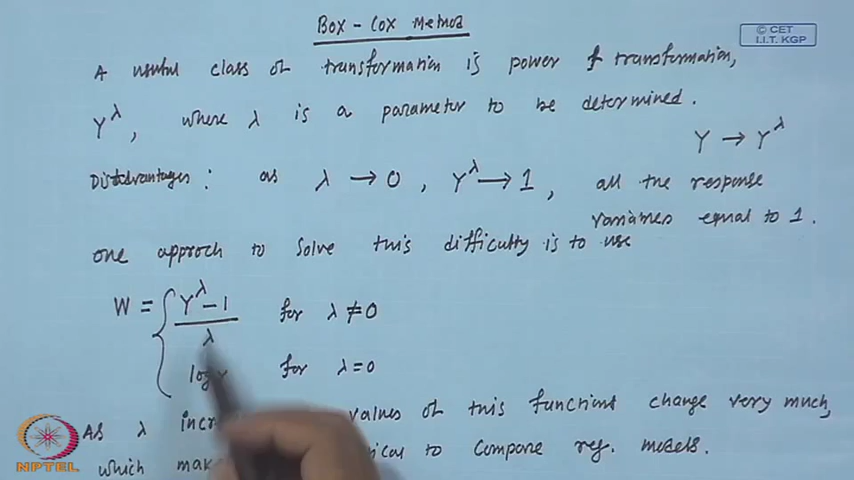 Box - Cox Method
© CET
I.I.T. KGP
A useful class of transformation is power transformation,
Y^λ, where λ is a parameter to be determined.
Y → Y^λ
Disadvantages : as λ → 0, Y^λ → 1, all the response
variables equal to 1.
one approch to solve this difficulty is to use
W = { (Y^λ - 1) / λ for λ ≠ 0
log Y for λ = 0
As λ values of this functions change very much,
which to compare reg. models.
NPTEL